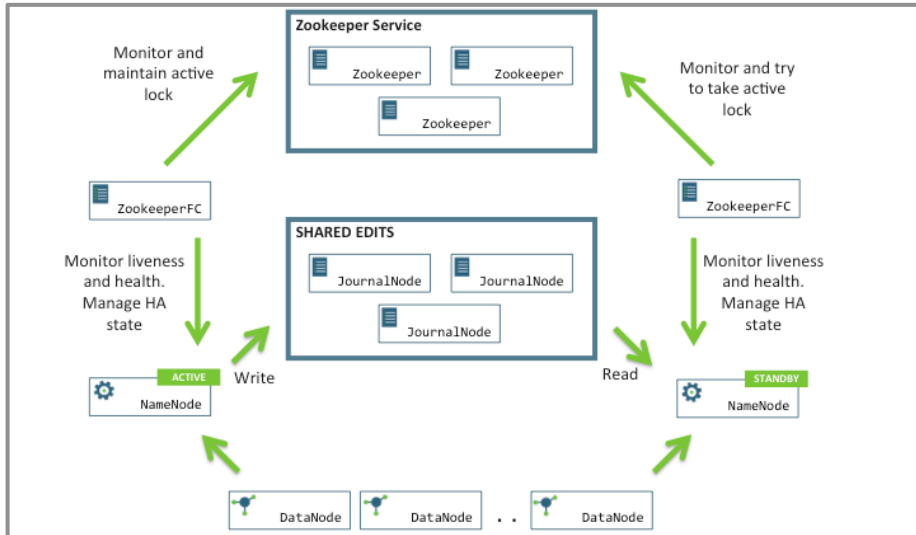 Zookeeper Service
Zookeeper
Zookeeper
Zookeeper
Monitor and
maintain active
lock
Monitor and try
to take active
lock
ZookeeperFC
ZookeeperFC
SHARED EDITS
JournalNode
JournalNode
JournalNode
Monitor liveness
and health.
Manage HA
state
Monitor liveness
and health.
Manage HA
state
Write
Read
ACTIVE
NameNode
STANDBY
NameNode
DataNode
DataNode
. .
DataNode